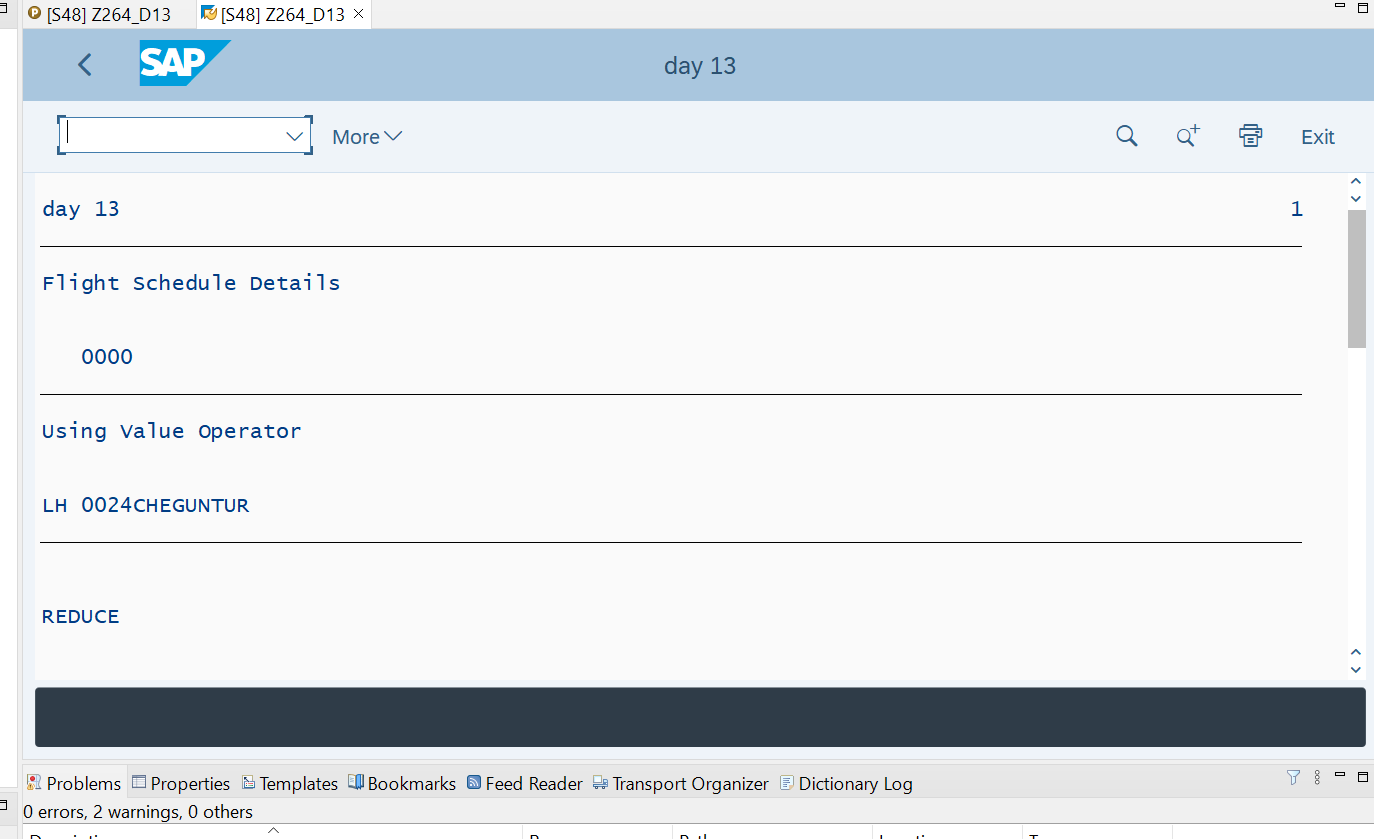 [S48] Z264_D13 [S48] Z264_D13
SAP day 13
More Exit
day 13 1
Flight Schedule Details
0000
Using Value Operator
LH 0024CHEGUNTUR
REDUCE
Problems Properties Templates Bookmarks Feed Reader Transport Organizer Dictionary Log
0 errors, 2 warnings, 0 others